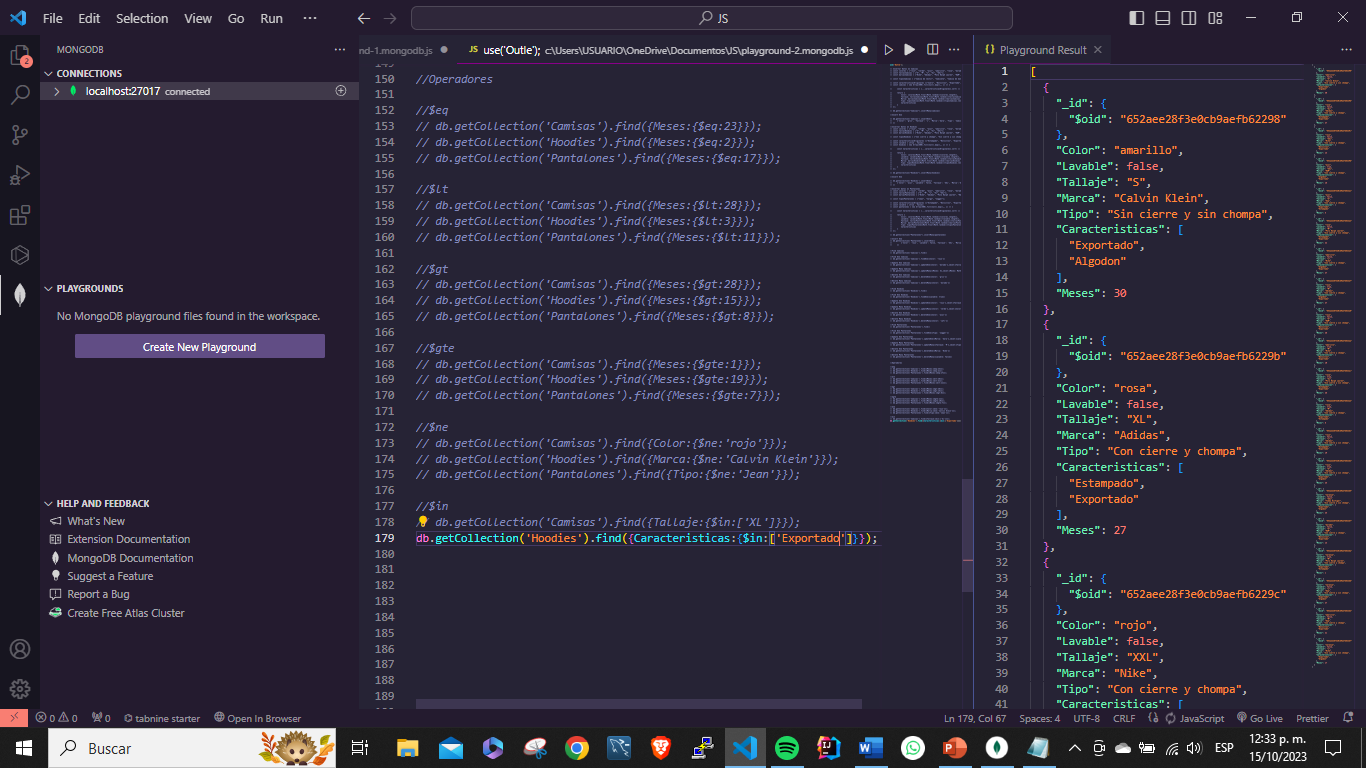 File Edit Selection View Go Run ··· JS
MONGODB ···
CONNECTIONS
localhost:27017 connected
PLAYGROUNDS
No MongoDB playground files found in the workspace.
Create New Playground
HELP AND FEEDBACK
What's New
Extension Documentation
MongoDB Documentation
Suggest a Feature
Report a Bug
Create Free Atlas Cluster
nd-1.mongodb.js JS use('Outle'); c:\Users\USUARIO\OneDrive\Documentos\JS\playground-2.mongodb.js
150 //Operadores
151
152 //$eq
153 // db.getCollection('Camisas').find({Meses:{$eq:23}});
154 // db.getCollection('Hoodies').find({Meses:{$eq:2}});
155 // db.getCollection('Pantalones').find({Meses:{$eq:17}});
156
157 //$lt
158 // db.getCollection('Camisas').find({Meses:{$lt:28}});
159 // db.getCollection('Hoodies').find({Meses:{$lt:3}});
160 // db.getCollection('Pantalones').find({Meses:{$lt:11}});
161
162 //$gt
163 // db.getCollection('Camisas').find({Meses:{$gt:28}});
164 // db.getCollection('Hoodies').find({Meses:{$gt:15}});
165 // db.getCollection('Pantalones').find({Meses:{$gt:8}});
166
167 //$gte
168 // db.getCollection('Camisas').find({Meses:{$gte:1}});
169 // db.getCollection('Hoodies').find({Meses:{$gte:19}});
170 // db.getCollection('Pantalones').find({Meses:{$gte:7}});
171
172 //$ne
173 // db.getCollection('Camisas').find({Color:{$ne:'rojo'}});
174 // db.getCollection('Hoodies').find({Marca:{$ne:'Calvin Klein'}});
175 // db.getCollection('Pantalones').find({Tipo:{$ne:'Jean'}});
176
177 //$in
178 // db.getCollection('Camisas').find({Tallaje:{$in:['XL']}});
179 db.getCollection('Hoodies').find({Caracteristicas:{$in:['Exportado']}});
180
181
182
183
184
185
186
187
188
189
{} Playground Result
1 [
2 {
3 "_id": {
4 "$oid": "652aee28f3e0cb9aefb62298"
5 },
6 "Color": "amarillo",
7 "Lavable": false,
8 "Tallaje": "S",
9 "Marca": "Calvin Klein",
10 "Tipo": "Sin cierre y sin chompa",
11 "Caracteristicas": [
12 "Exportado",
13 "Algodon"
14 ],
15 "Meses": 30
16 },
17 {
18 "_id": {
19 "$oid": "652aee28f3e0cb9aefb6229b"
20 },
21 "Color": "rosa",
22 "Lavable": false,
23 "Tallaje": "XL",
24 "Marca": "Adidas",
25 "Tipo": "Con cierre y chompa",
26 "Caracteristicas": [
27 "Estampado",
28 "Exportado"
29 ],
30 "Meses": 27
31 },
32 {
33 "_id": {
34 "$oid": "652aee28f3e0cb9aefb6229c"
35 },
36 "Color": "rojo",
37 "Lavable": false,
38 "Tallaje": "XXL",
39 "Marca": "Nike",
40 "Tipo": "Con cierre y chompa",
41 "Caracteristicas": [
0 0 0 tabnine starter Open In Browser Ln 179, Col 67 Spaces: 4 UTF-8 CRLF JavaScript Go Live Prettier
Buscar ESP 12:33 p. m.
15/10/2023